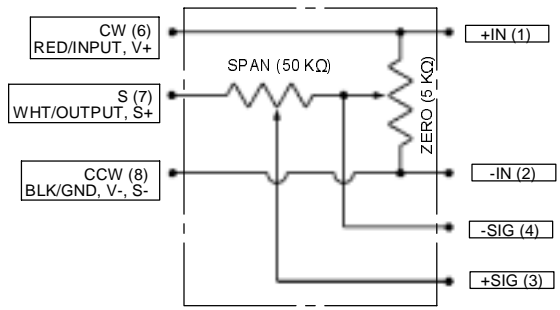 CW (6)
RED/INPUT, V+
+IN (1)
SPAN (50 KΩ)
ZERO (5 KΩ)
S (7)
WHT/OUTPUT, S+
CCW (8)
BLK/GND, V-, S-
-IN (2)
-SIG (4)
+SIG (3)